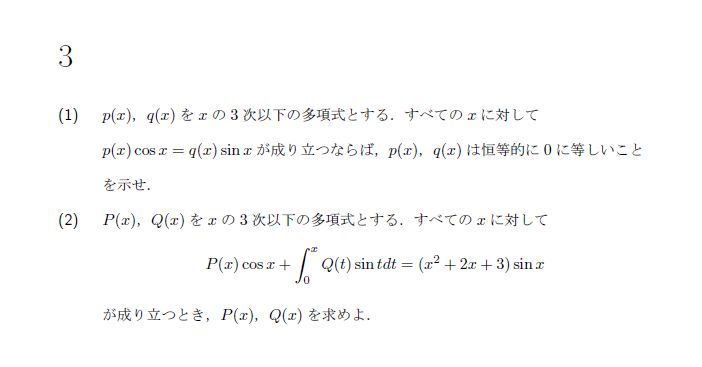 3
(1) p(x), q(x) を x の 3 次以下の多項式とする.すべての x に対して
p(x) cos x = q(x) sin x が成り立つならば,p(x), q(x) は恒等的に 0 に等しいこと
を示せ.
(2) P(x), Q(x) を x の 3 次以下の多項式とする.すべての x に対して
P(x) cos x + ∫₀ˣ Q(t) sin tdt = (x² + 2x + 3) sin x
が成り立つとき,P(x), Q(x) を求めよ.